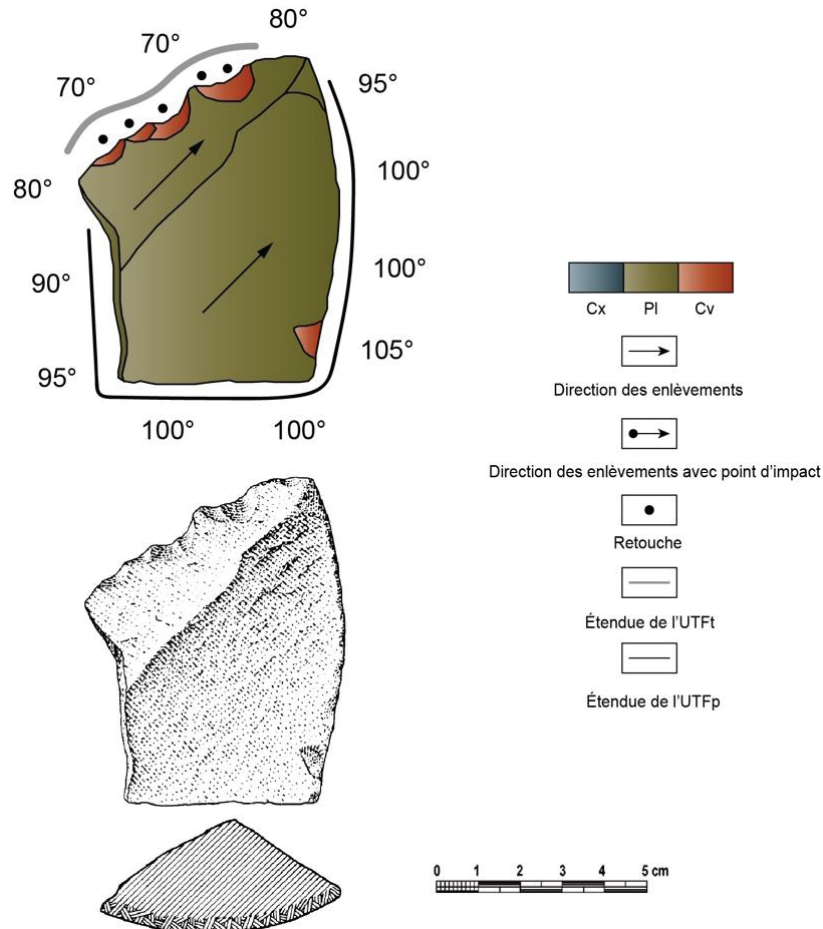 80°
70°
70°
95°
80°
100°
90°
100°
95°
105°
100° 100°
Cx Pl Cv
Direction des enlèvements
Direction des enlèvements avec point d'impact
Retouche
Étendue de l'UTFt
Étendue de l'UTFp
0 1 2 3 4 5 cm